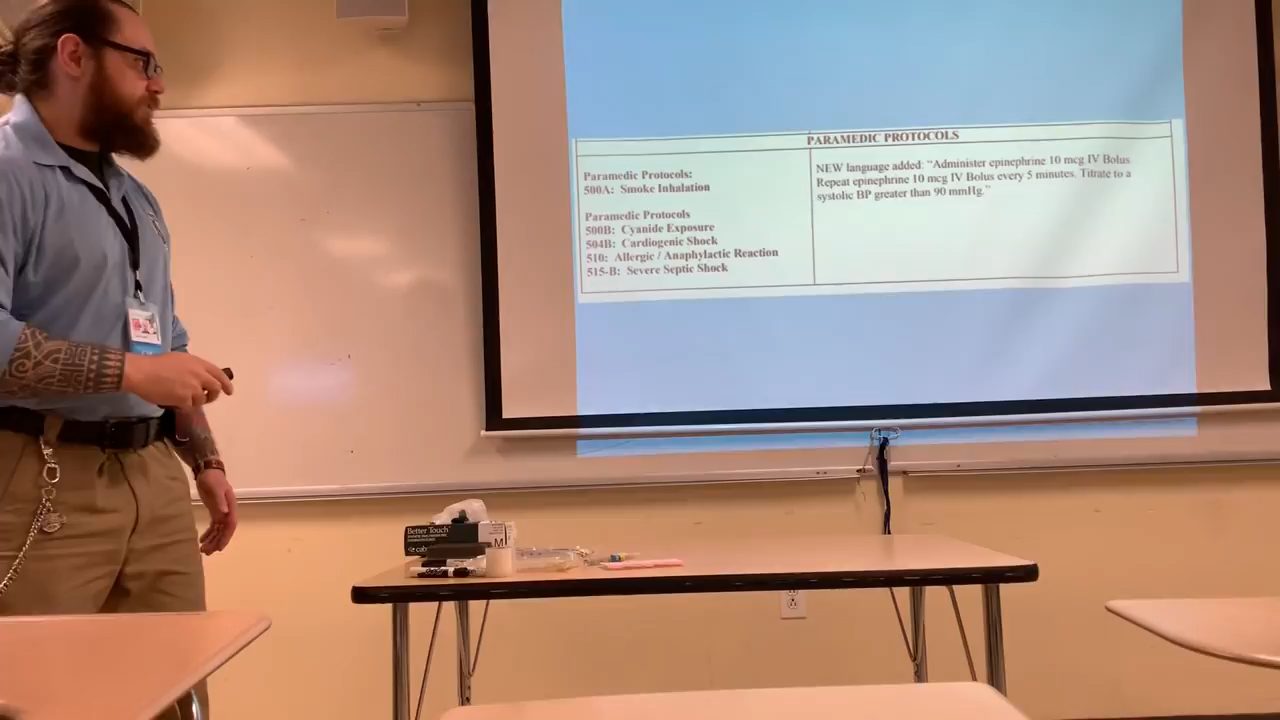 PARAMEDIC PROTOCOLS
Paramedic Protocols:
500A: Smoke Inhalation
Paramedic Protocols
500B: Cyanide Exposure
504B: Cardiogenic Shock
510: Allergic / Anaphylactic Reaction
515-B: Severe Septic Shock
NEW language added: “Administer epinephrine 10 mcg IV Bolus
Repeat epinephrine 10 mcg IV Bolus every 5 minutes. Titrate to a
systolic BP greater than 90 mmHg.”
Better Touch
M